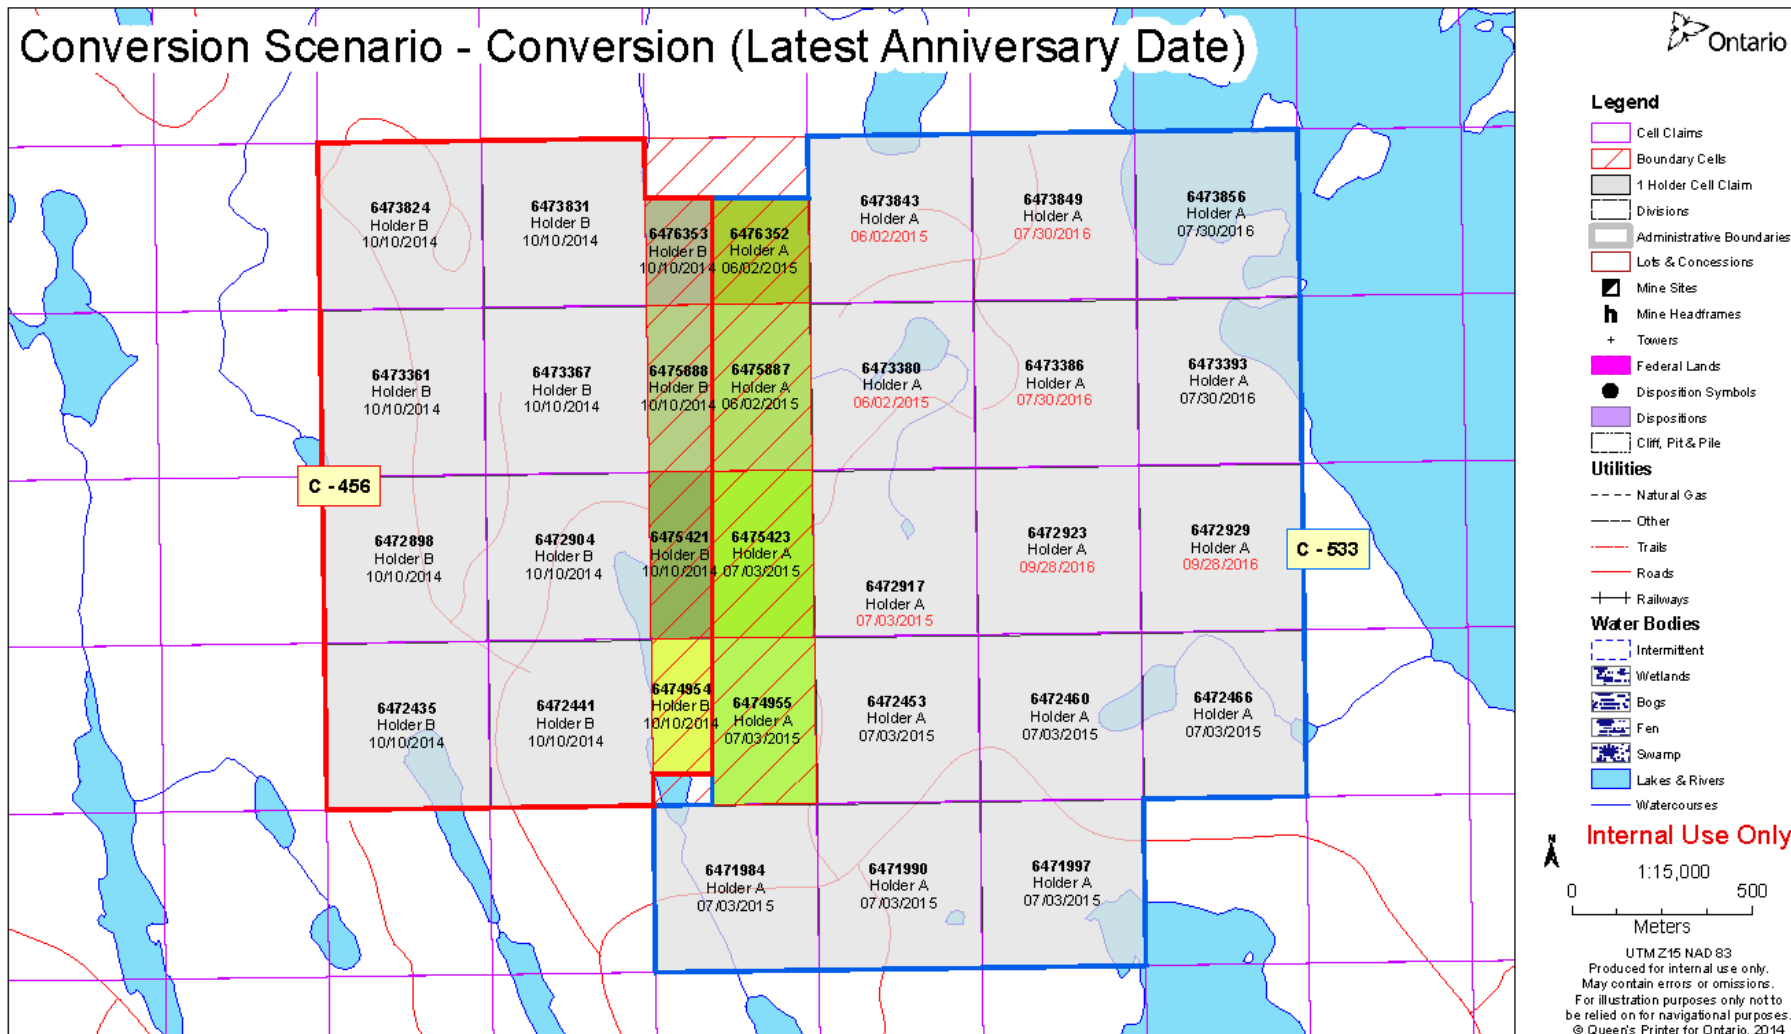 Conversion Scenario - Conversion (Latest Anniversary Date)
6473824
Holder B
10/10/2014
6473831
Holder B
10/10/2014
6476353
Holder B
10/10/2014
6476352
Holder A
06/02/2015
6473843
Holder A
06/02/2015
6473849
Holder A
07/30/2016
6473856
Holder A
07/30/2016
6473361
Holder B
10/10/2014
6473367
Holder B
10/10/2014
6475888
Holder B
10/10/2014
6475887
Holder A
06/02/2015
6473380
Holder A
06/02/2015
6473386
Holder A
07/30/2016
6473393
Holder A
07/30/2016
C - 456
6472898
Holder B
10/10/2014
6472904
Holder B
10/10/2014
6475421
Holder B
10/10/2014
6475423
Holder A
07/03/2015
6472917
Holder A
07/03/2015
6472923
Holder A
09/28/2016
6472929
Holder A
09/28/2016
C - 533
6472435
Holder B
10/10/2014
6472441
Holder B
10/10/2014
6474954
Holder B
10/10/2014
6474955
Holder A
07/03/2015
6472453
Holder A
07/03/2015
6472460
Holder A
07/03/2015
6472466
Holder A
07/03/2015
6471984
Holder A
07/03/2015
6471990
Holder A
07/03/2015
6471997
Holder A
07/03/2015
Ontario
Legend
Cell Claims
Boundary Cells
1 Holder Cell Claim
Divisions
Administrative Boundaries
Lots & Concessions
Mine Sites
h Mine Headframes
Towers
Federal Lands
Disposition Symbols
Dispositions
Cliff, Pit & Pile
Utilities
Natural Gas
Other
Trails
Roads
Railways
Water Bodies
Intermittent
Wetlands
Bogs
Fen
Swamp
Lakes & Rivers
Watercourses
N
Internal Use Only
1:15,000
0 500
Meters
UTM Z15 NAD 83
Produced for internal use only.
May contain errors or omissions.
For illustration purposes only not to
be relied on for navigational purposes.
© Queen's Printer for Ontario, 2014